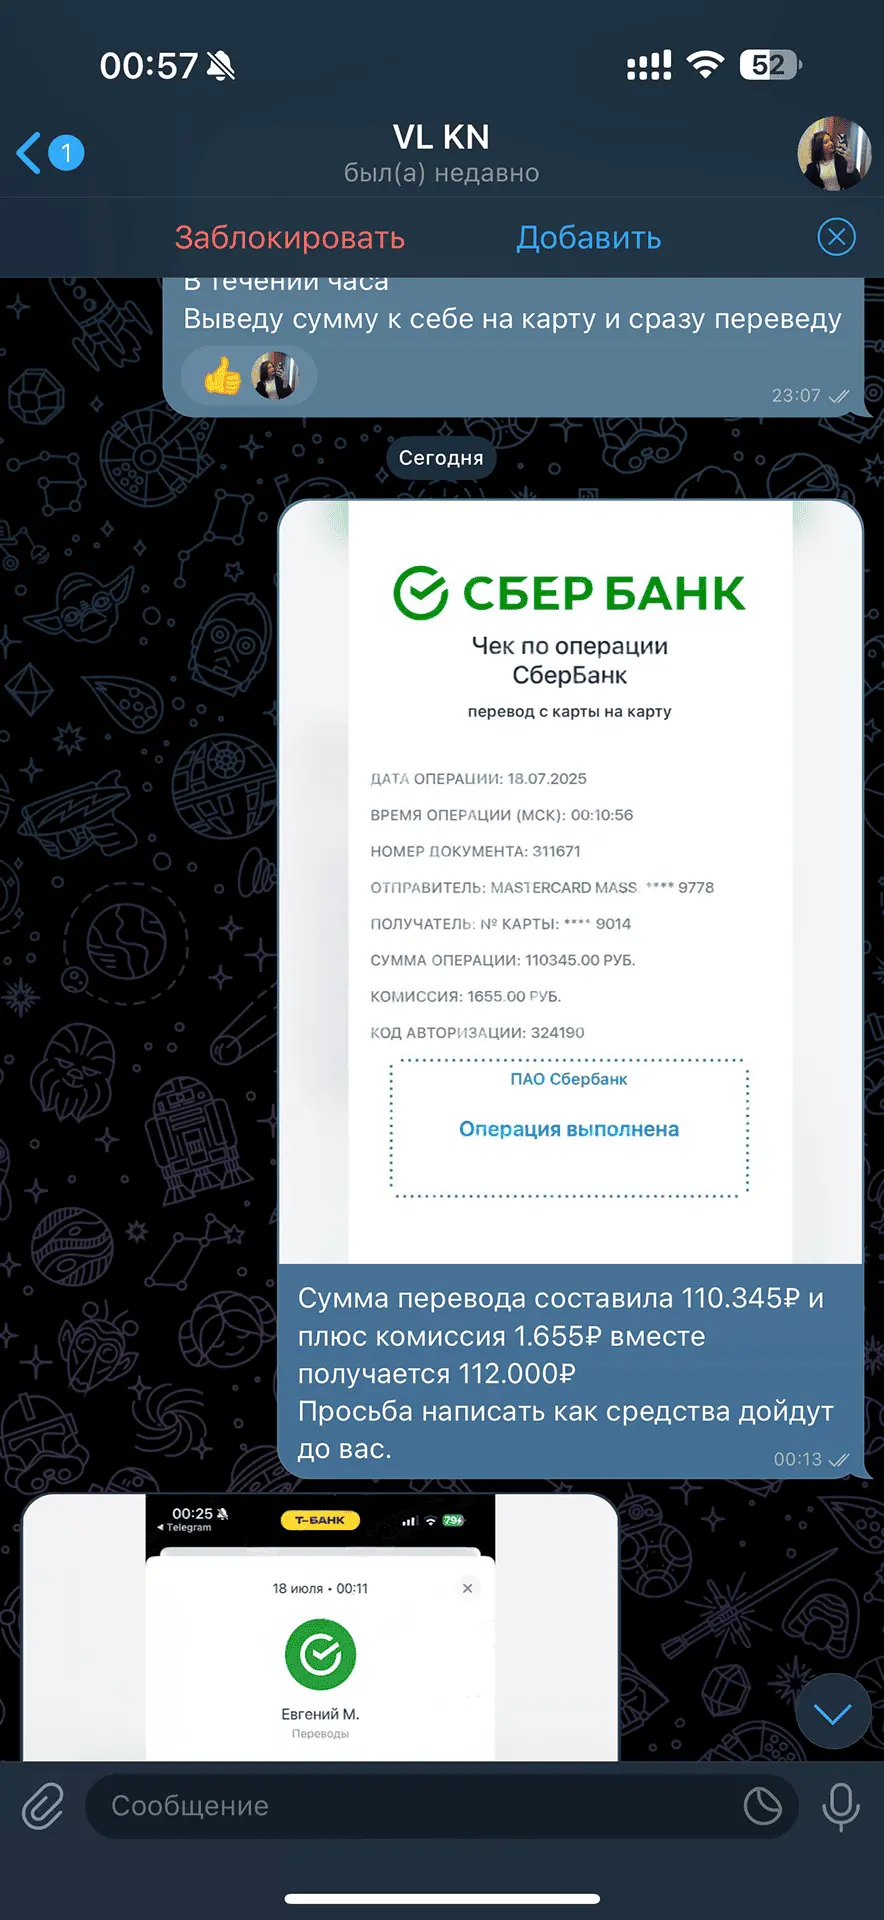 00:57
52
1
VL KN
был(а) недавно
Заблокировать
Добавить
В течении часа
Выведу сумму к себе на карту и сразу переведу
23:07
Сегодня
СБЕР БАНК
Чек по операции
СберБанк
перевод с карты на карту
ДАТА ОПЕРАЦИИ: 18.07.2025
ВРЕМЯ ОПЕРАЦИИ (МСК): 00:10:56
НОМЕР ДОКУМЕНТА: 311671
ОТПРАВИТЕЛЬ: MASTERCARD MASS. **** 9778
ПОЛУЧАТЕЛЬ: № КАРТЫ: **** 9014
СУММА ОПЕРАЦИИ: 110345.00 РУБ.
КОМИССИЯ: 1655.00 РУБ.
КОД АВТОРИЗАЦИИ: 324190
ПАО Сбербанк
Операция выполнена
Сумма перевода составила 110.345₽ и
плюс комиссия 1.655₽ вместе
получается 112.000₽
Просьба написать как средства дойдут
до вас.
00:13
00:25
Т-БАНК
79
Telegram
18 июля • 00:11
Евгений М.
Переводы
Сообщение